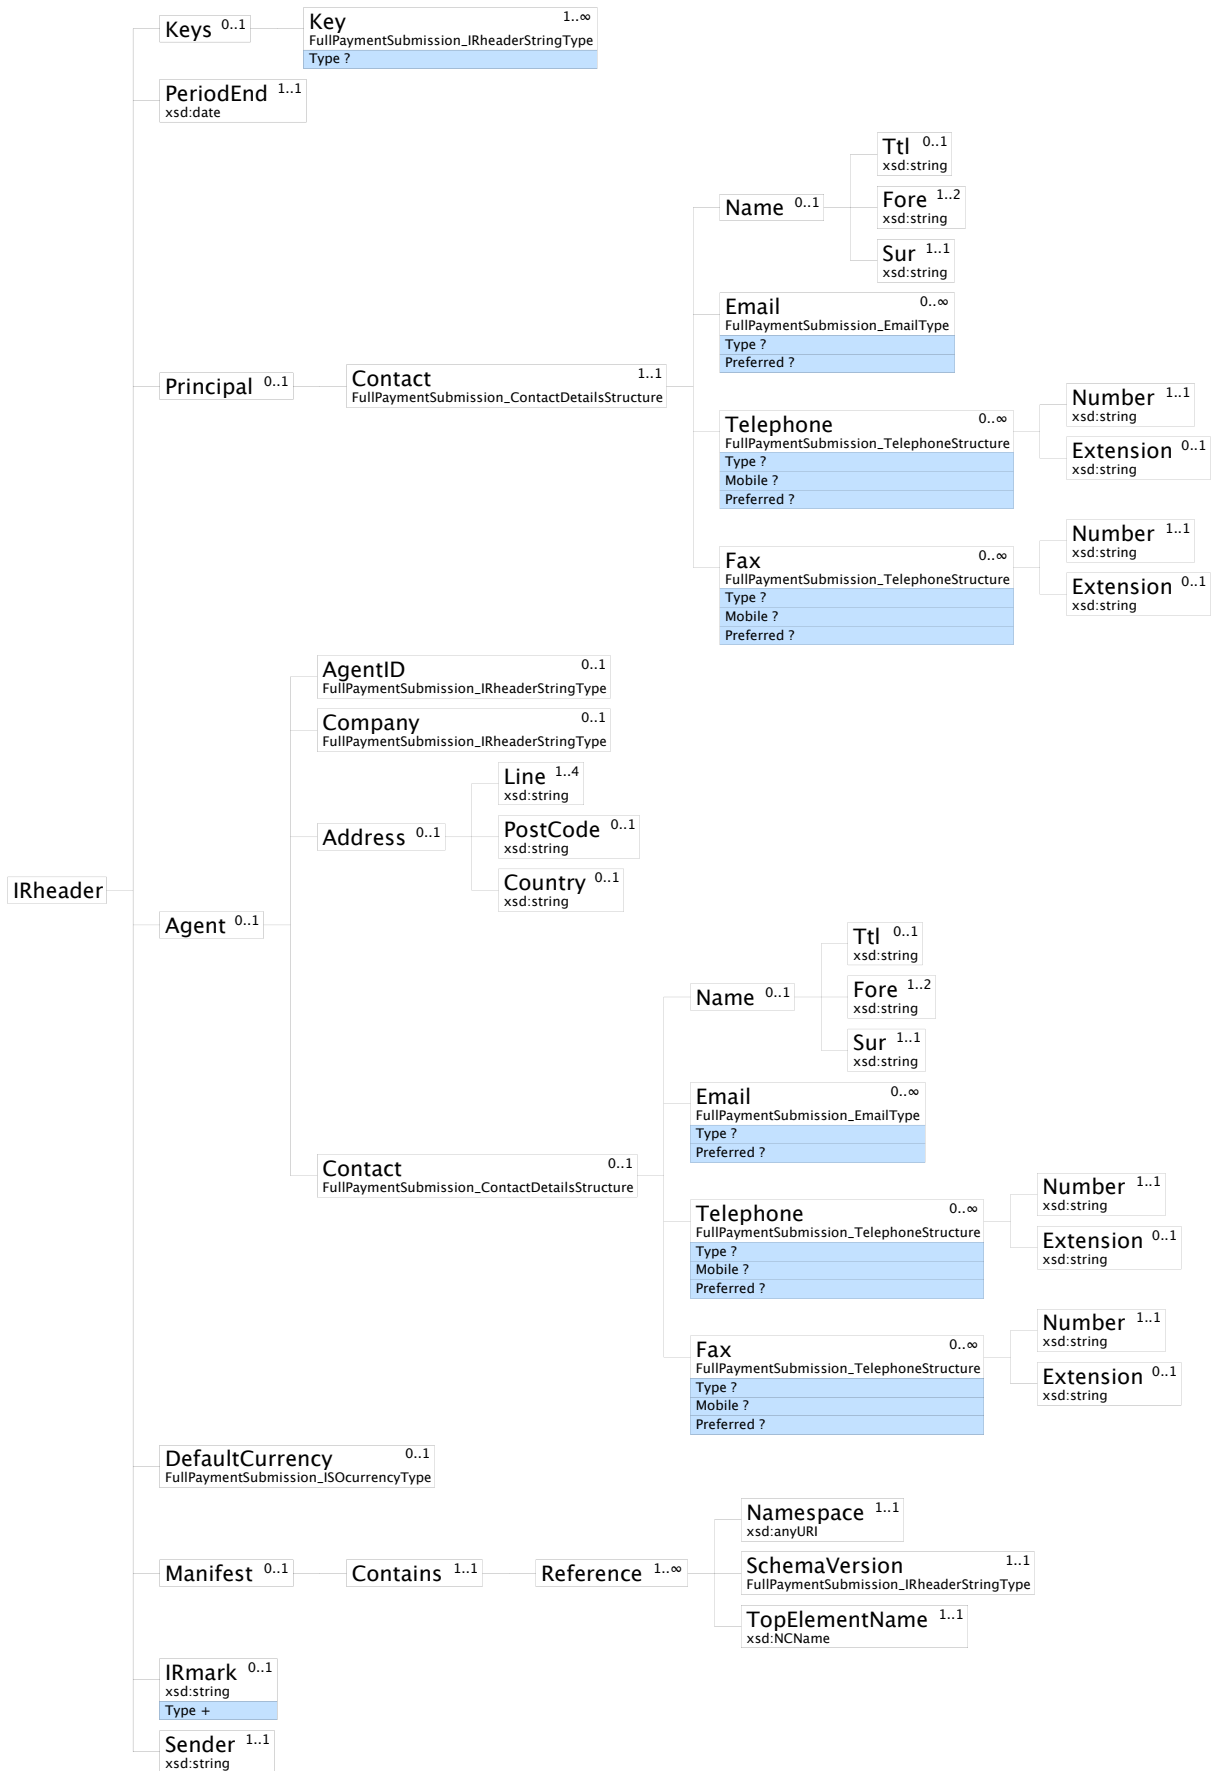 Keys 0..1
Key 1..∞
FullPaymentSubmission_IRheaderStringType
Type ?
PeriodEnd 1..1
xsd:date
Ttl 0..1
xsd:string
Name 0..1
Fore 1..2
xsd:string
Sur 1..1
xsd:string
Email 0..∞
FullPaymentSubmission_EmailType
Type ?
Preferred ?
Principal 0..1
Contact 1..1
FullPaymentSubmission_ContactDetailsStructure
Telephone 0..∞
FullPaymentSubmission_TelephoneStructure
Type ?
Mobile ?
Preferred ?
Number 1..1
xsd:string
Extension 0..1
xsd:string
Fax 0..∞
FullPaymentSubmission_TelephoneStructure
Type ?
Mobile ?
Preferred ?
Number 1..1
xsd:string
Extension 0..1
xsd:string
AgentID 0..1
FullPaymentSubmission_IRheaderStringType
Company 0..1
FullPaymentSubmission_IRheaderStringType
Line 1..4
xsd:string
Address 0..1
PostCode 0..1
xsd:string
Country 0..1
xsd:string
IRheader
Agent 0..1
Ttl 0..1
xsd:string
Name 0..1
Fore 1..2
xsd:string
Sur 1..1
xsd:string
Email 0..∞
FullPaymentSubmission_EmailType
Type ?
Preferred ?
Contact 0..1
FullPaymentSubmission_ContactDetailsStructure
Telephone 0..∞
FullPaymentSubmission_TelephoneStructure
Type ?
Mobile ?
Preferred ?
Number 1..1
xsd:string
Extension 0..1
xsd:string
Fax 0..∞
FullPaymentSubmission_TelephoneStructure
Type ?
Mobile ?
Preferred ?
Number 1..1
xsd:string
Extension 0..1
xsd:string
DefaultCurrency 0..1
FullPaymentSubmission_ISOcurrencyType
Namespace 1..1
xsd:anyURI
Manifest 0..1
Contains 1..1
Reference 1..∞
SchemaVersion 1..1
FullPaymentSubmission_IRheaderStringType
TopElementName 1..1
xsd:NCName
IRmark 0..1
xsd:string
Type +
Sender 1..1
xsd:string